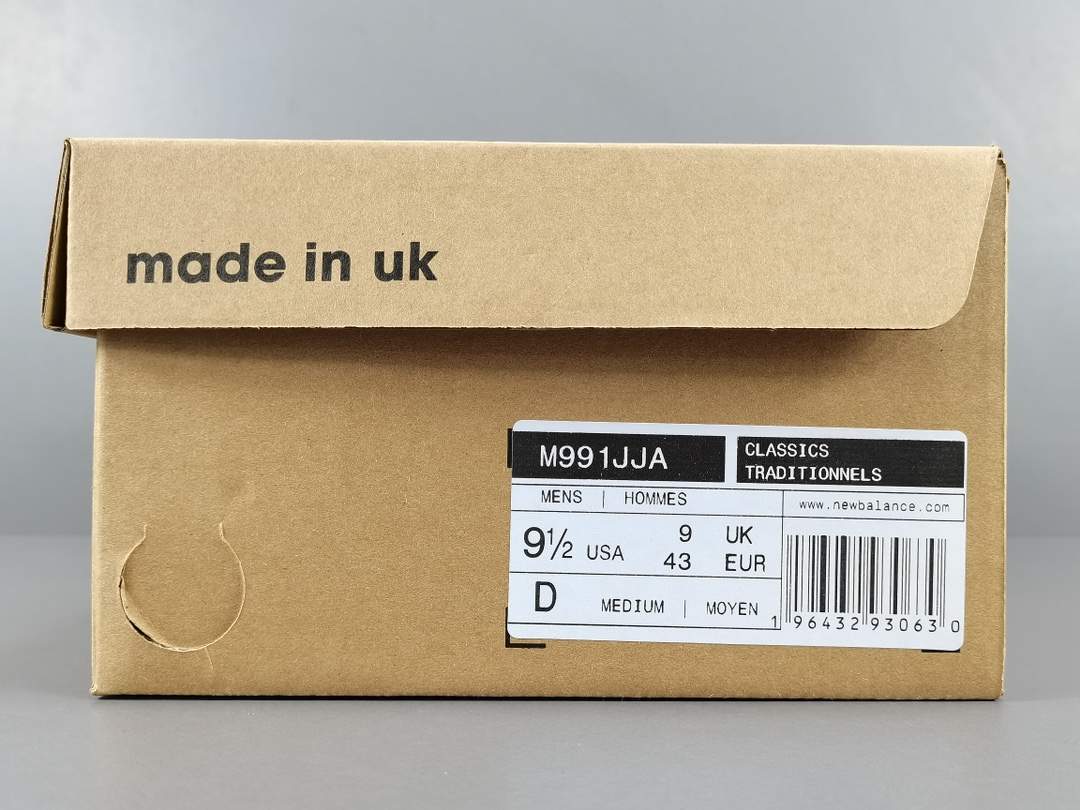 made in uk
M991JJA
CLASSICS
TRADITIONNELS
MENS | HOMMES
www.newbalance.com
9½ USA 9 UK
43 EUR
D MEDIUM | MOYEN
1 96432 93063 0